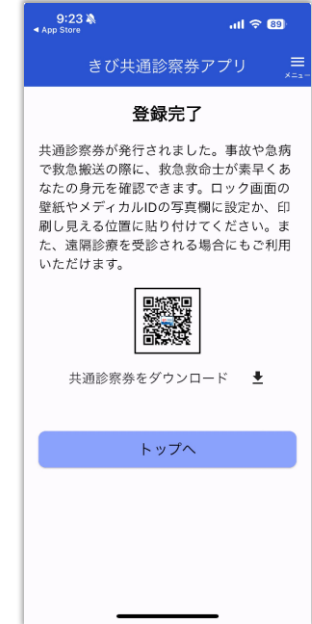 9:23
89
◀ App Store
きび共通診察券アプリ
メニュー
登録完了
共通診察券が発行されました。事故や急病
で救急搬送の際に、救急救命士が素早くあ
なたの身元を確認できます。ロック画面の
壁紙やメディカルIDの写真欄に設定か、印
刷し見える位置に貼り付けてください。ま
た、遠隔診療を受診される場合にもご利用
いただけます。
共通診察券をダウンロード
トップへ